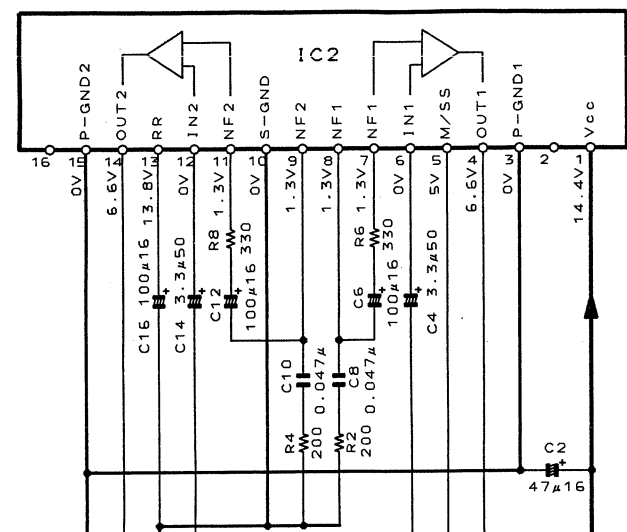 IC2
P-GND2
OUT2
RR
IN2
NF2
S-GND
NF2
NF1
NF1
IN1
M/SS
OUT1
P-GND1
Vcc
16
15
14
13
12
11
10
9
8
7
6
5
4
3
2
1
0V
6.6V
13.8V
0V
1.3V
0V
1.3V
1.3V
1.3V
0V
5V
6.6V
0V
14.4V
R8
330
R6
330
C16
100µ16
C14
3.3µ50
C12
100µ16
C6
100µ16
C4
3.3µ50
C10
0.047µ
C8
0.047µ
R4
200
R2
200
C2
47µ16